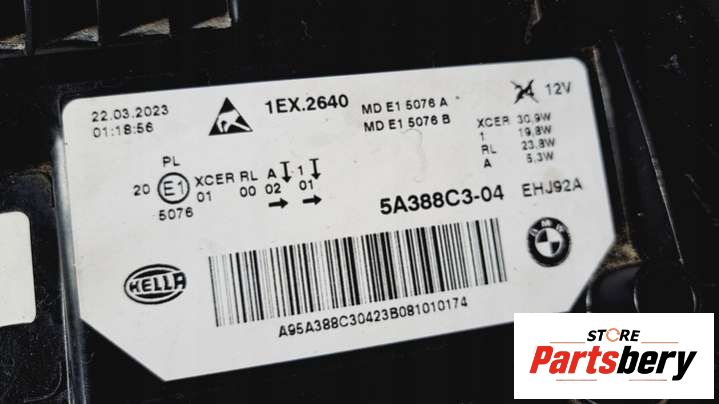 22.03.2023
01:18:56
1EX.2640
MD E1 5076 A
MD E1 5076 B
24 12V
XCER 30,9W
1 19,8W
RL 23,8W
A 5,3W
PL
20 E1 XCER RL A 1
01 00 02 01
5076
5A388C3-04 EHJ92A
BMW
HELLA
A95A388C30423B081010174
STORE
Partsbery